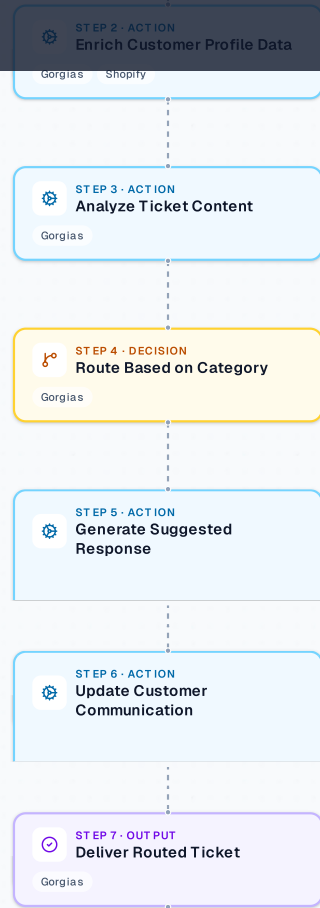 STEP 2 · ACTION
Enrich Customer Profile Data
Gorgias Shopify
STEP 3 · ACTION
Analyze Ticket Content
Gorgias
STEP 4 · DECISION
Route Based on Category
Gorgias
STEP 5 · ACTION
Generate Suggested
Response
STEP 6 · ACTION
Update Customer
Communication
STEP 7 · OUTPUT
Deliver Routed Ticket
Gorgias